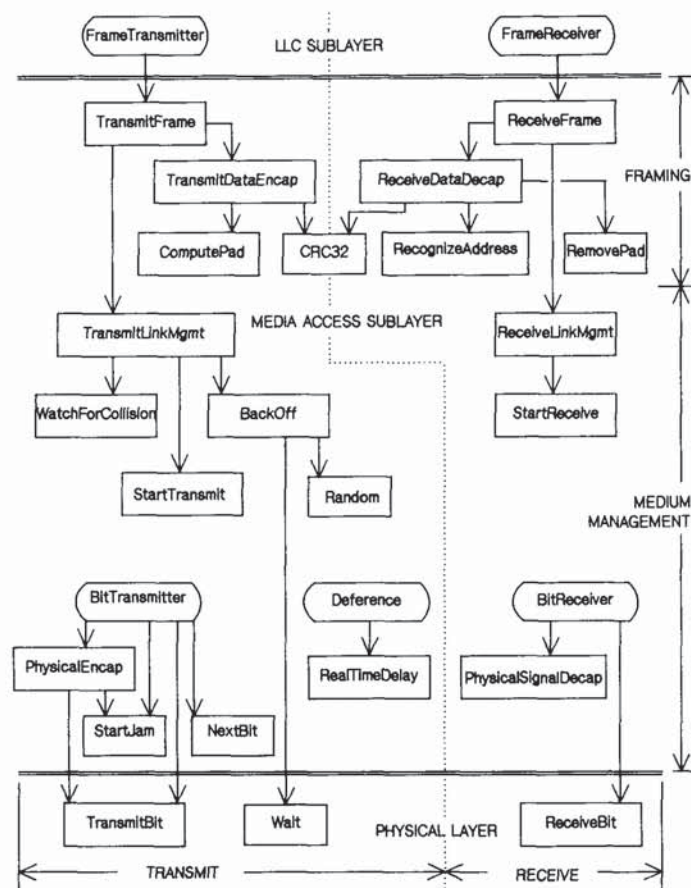 FrameTransmitter
LLC SUBLAYER
FrameReceiver
TransmitFrame
ReceiveFrame
TransmitDataEncap
ReceiveDataDecap
FRAMING
ComputePad
CRC32
RecognizeAddress
RemovePad
TransmitLinkMgmt
MEDIA ACCESS SUBLAYER
ReceiveLinkMgmt
WatchForCollision
BackOff
StartReceive
StartTransmit
Random
MEDIUM
MANAGEMENT
BitTransmitter
Deference
BitReceiver
PhysicalEncap
RealTimeDelay
PhysicalSignalDecap
StartJam
NextBit
TransmitBit
Wait
PHYSICAL LAYER
ReceiveBit
TRANSMIT
RECEIVE